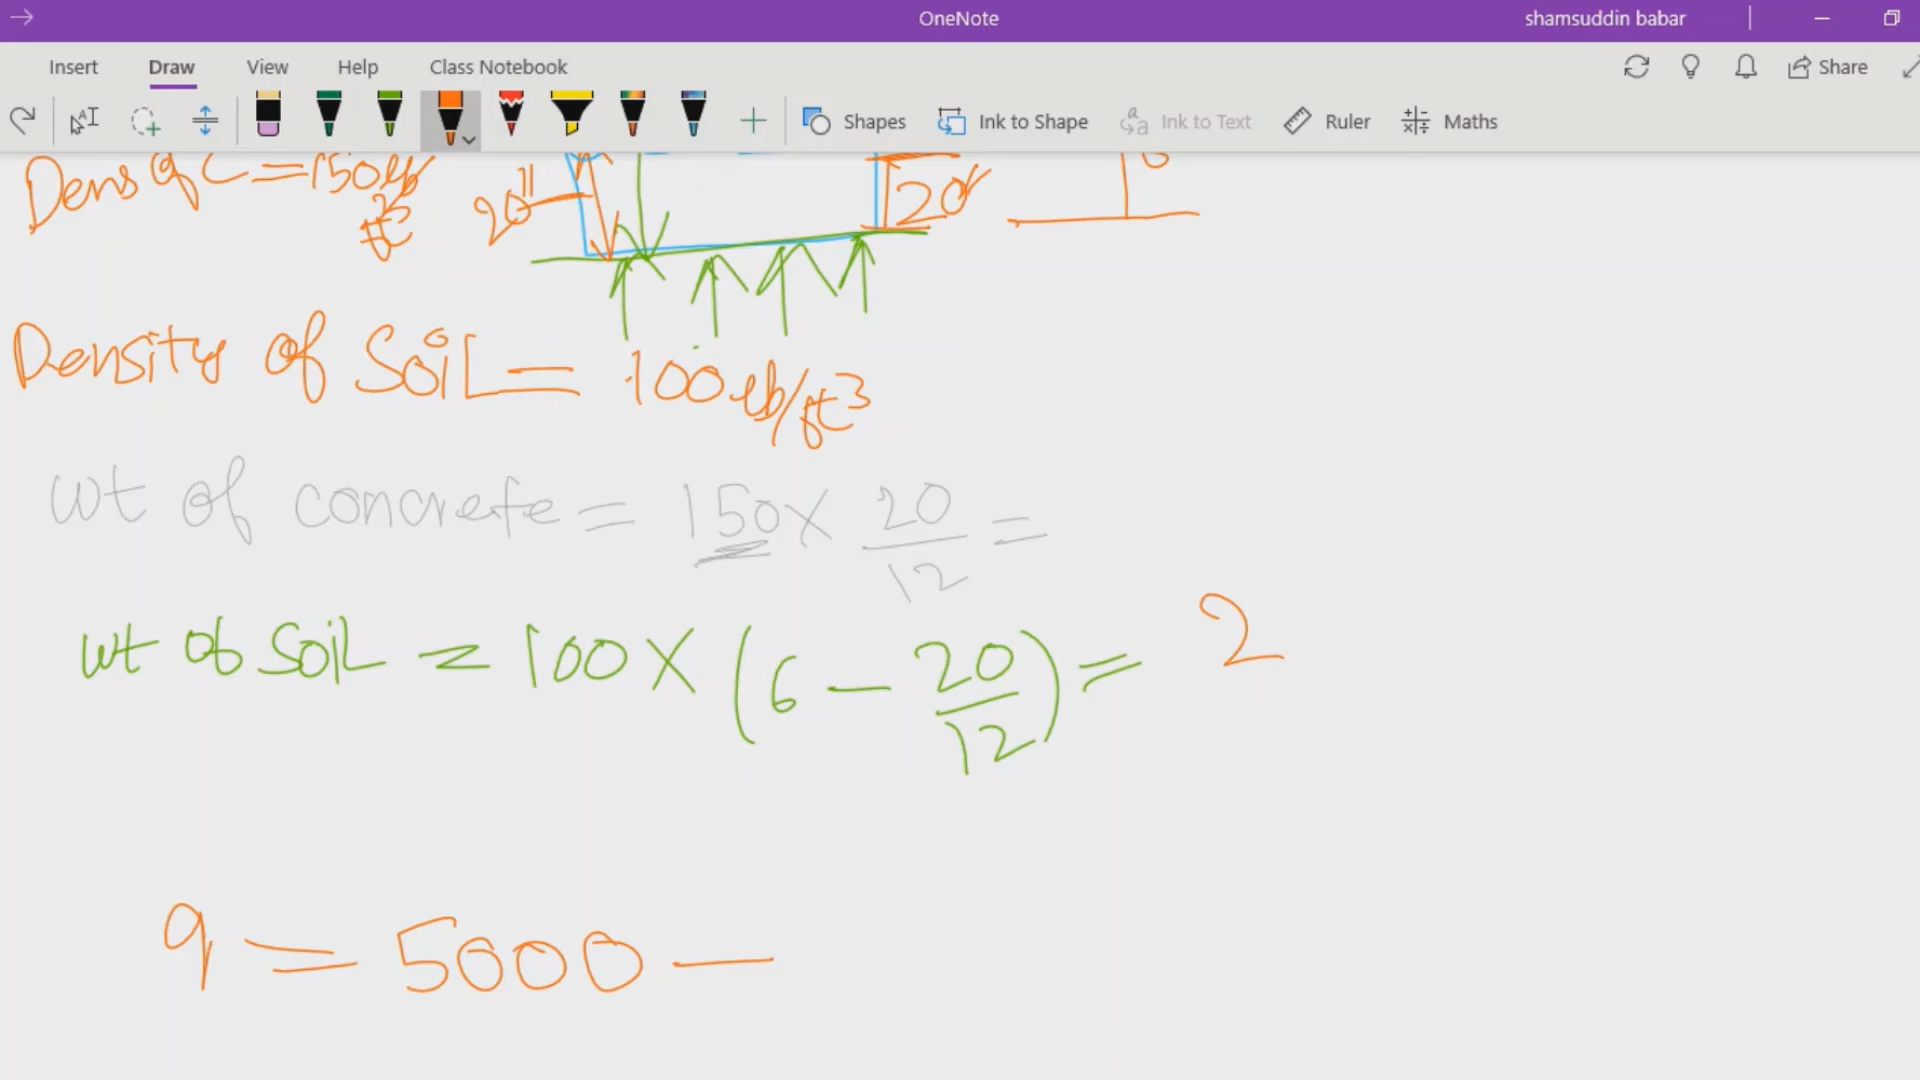 OneNote
shamsuddin babar
Insert Draw View Help Class Notebook Share
Shapes Ink to Shape Ink to Text Ruler Maths
Dens of C = 150 lb/ft³
20"
20"
Density of Soil = 100 lb/ft³
wt of concrete = 150 x 20/12 =
wt of Soil = 100 x (6 - 20/12) = 2
q = 5000 -